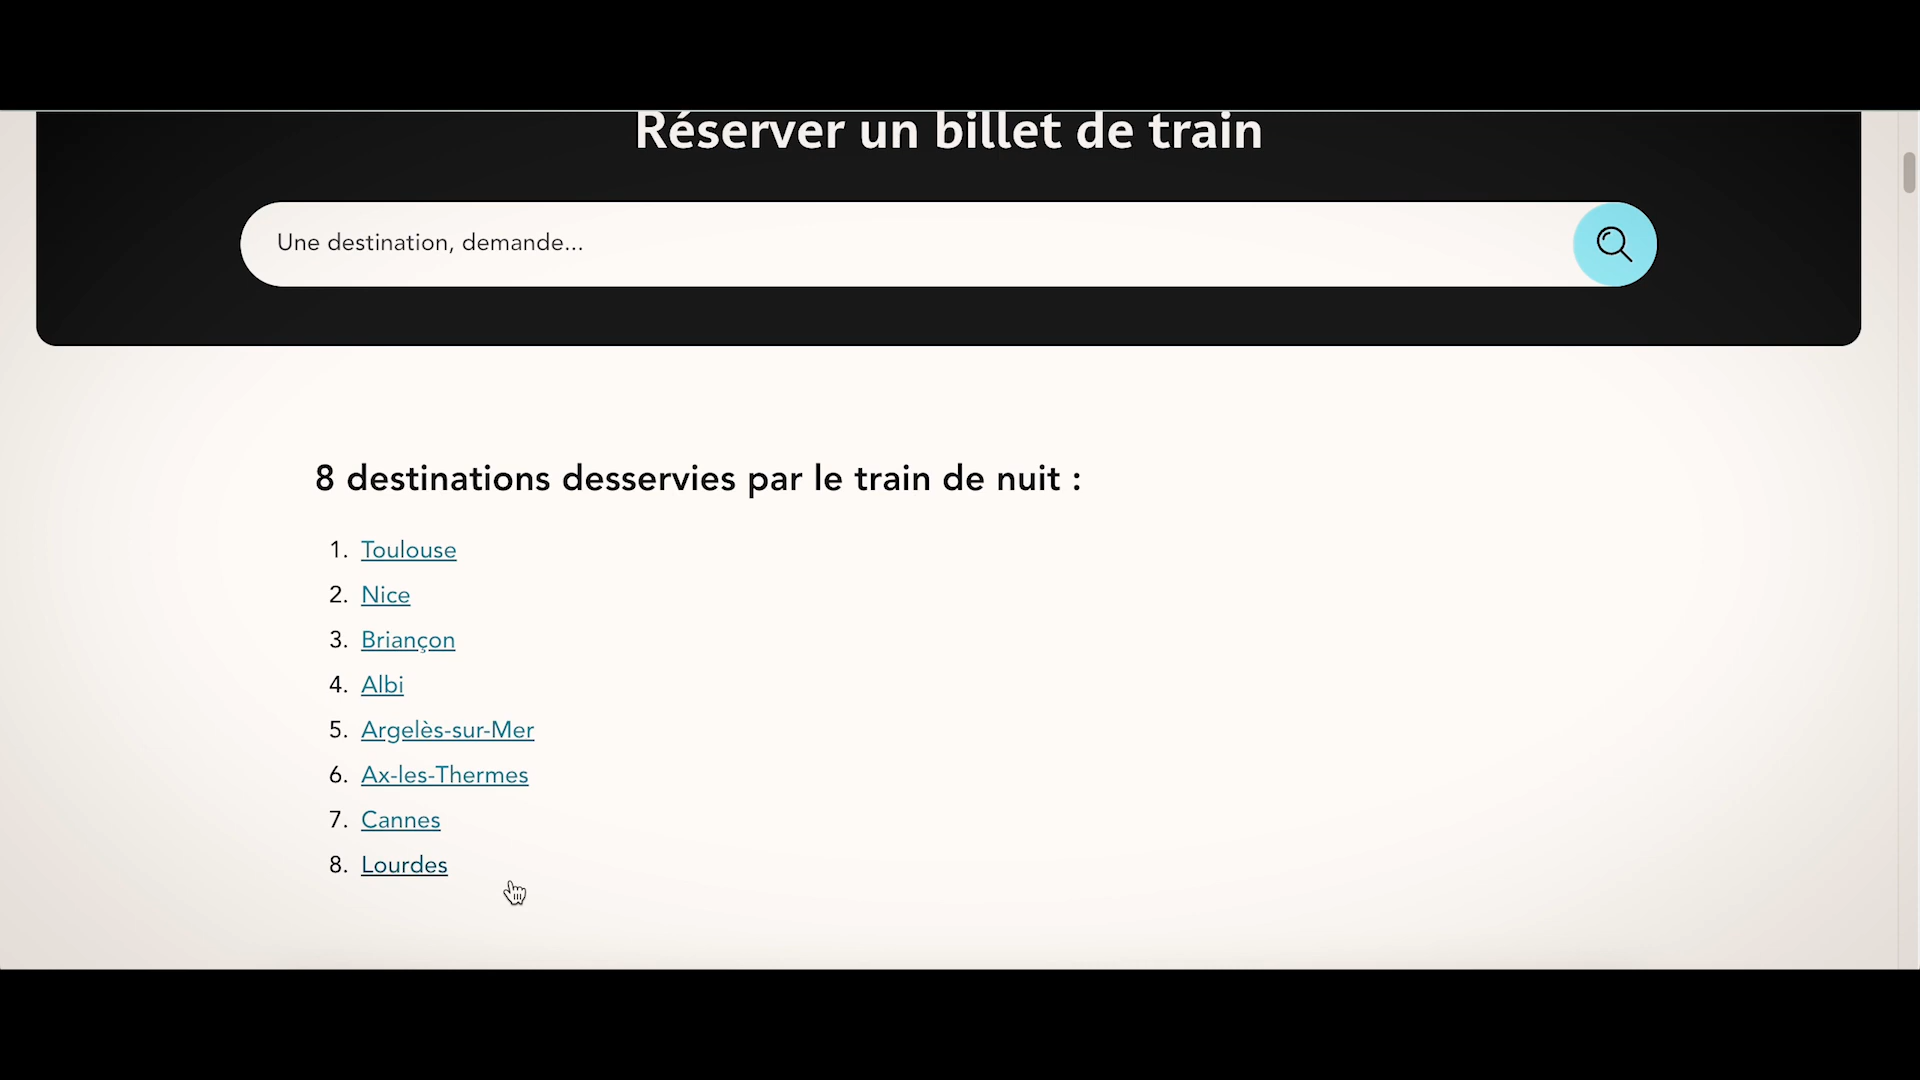 Réserver un billet de train
Une destination, demande...
8 destinations desservies par le train de nuit :
1. Toulouse
2. Nice
3. Briançon
4. Albi
5. Argelès-sur-Mer
6. Ax-les-Thermes
7. Cannes
8. Lourdes